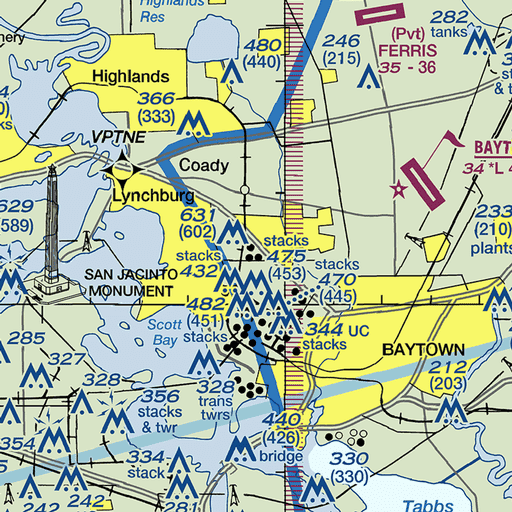 Highlands
Res
480
(440)
246
(215)
(Pvt)
FERRIS
35 - 36
282
tanks
Highlands
366
(333)
VPTNE
Coady
Lynchburg
BAYT
34 *L 4
629
(589)
631
(602)
stacks
432
stacks
475
(453)
stacks
470
(445)
233
(210)
plants
SAN JACINTO
MONUMENT
482
(451)
stacks
344 UC
stacks
Scott
Bay
BAYTOWN
285
327
328
328
trans
twrs
212
(203)
356
stacks
& twr
354
334
stack
440
(426)
bridge
330
(330)
242
242
281
Tabbs